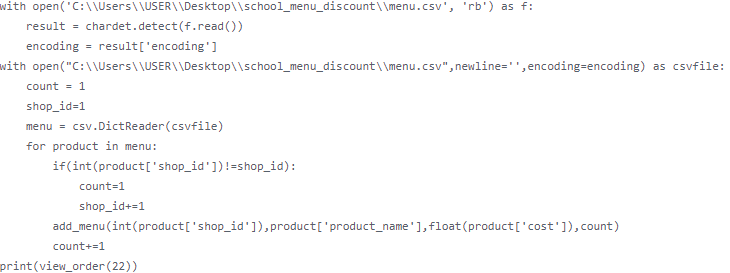 with open('C:\\Users\\USER\\Desktop\\school_menu_discount\\menu.csv', 'rb') as f:
    result = chardet.detect(f.read())
    encoding = result['encoding']
with open("C:\\Users\\USER\\Desktop\\school_menu_discount\\menu.csv",newline='',encoding=encoding) as csvfile:
    count = 1
    shop_id=1
    menu = csv.DictReader(csvfile)
    for product in menu:
        if(int(product['shop_id'])!=shop_id):
            count=1
            shop_id+=1
        add_menu(int(product['shop_id']),product['product_name'],float(product['cost']),count)
        count+=1
print(view_order(22))